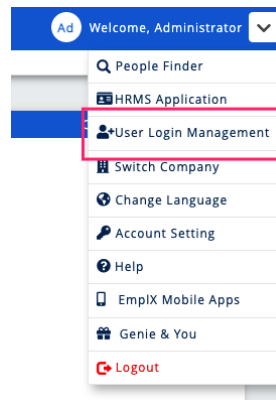 Ad Welcome, Administrator
People Finder
HRMS Application
User Login Management
Switch Company
Change Language
Account Setting
Help
EmplX Mobile Apps
Genie & You
Logout